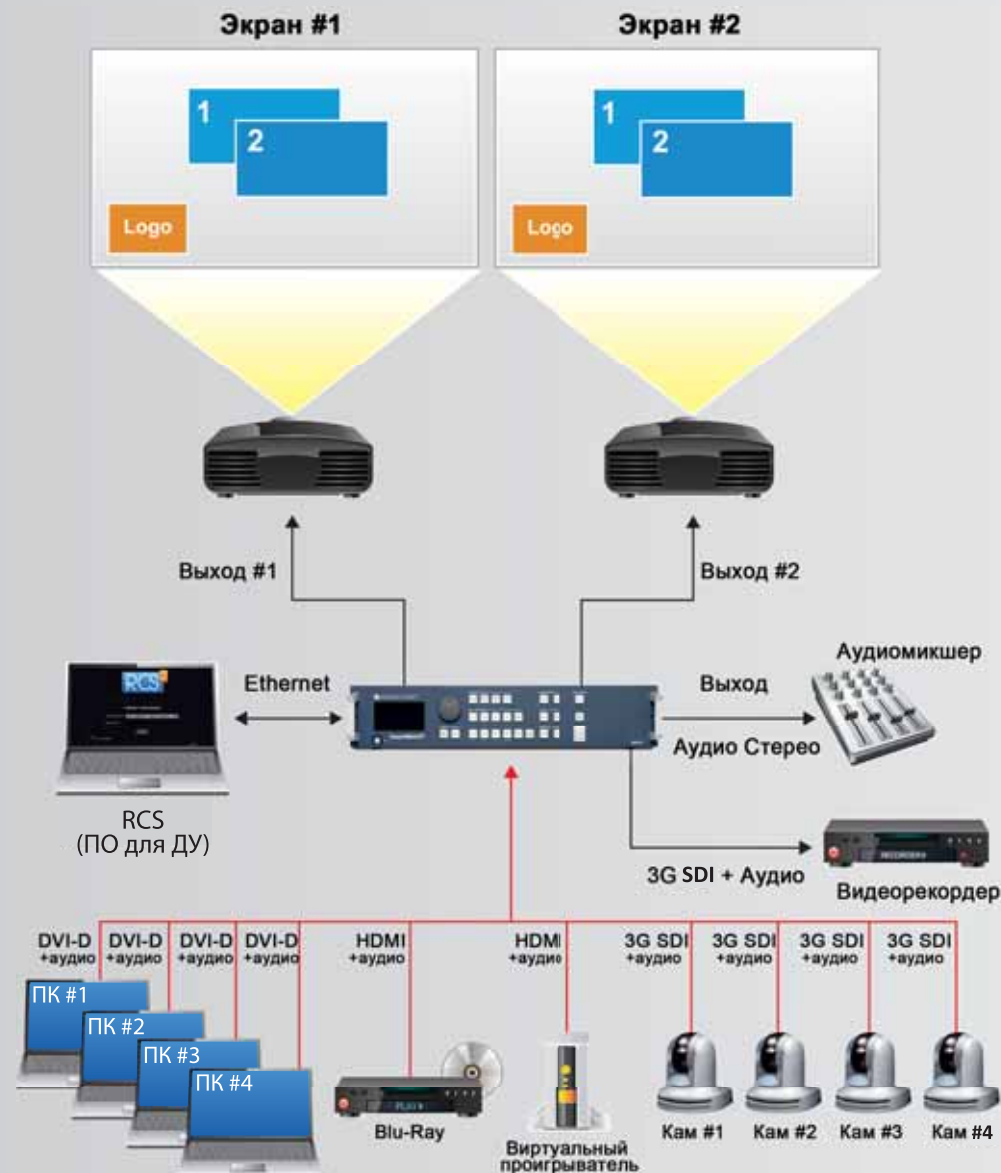 Экран #1
Экран #2
1
2
Logo
1
2
Logo
Выход #1
Выход #2
Ethernet
Выход
Аудио Стерео
Аудиомикшер
RCS
RCS
(ПО для ДУ)
3G SDI + Аудио
RECORDER
Видеорекордер
DVI-D
+аудио
DVI-D
+аудио
DVI-D
+аудио
DVI-D
+аудио
HDMI
+аудио
HDMI
+аудио
3G SDI
+аудио
3G SDI
+аудио
3G SDI
+аудио
3G SDI
+аудио
ПК #1
ПК #2
ПК #3
ПК #4
PLAY
Blu-Ray
Виртуальный
проигрыватель
Кам #1
Кам #2
Кам #3
Кам #4